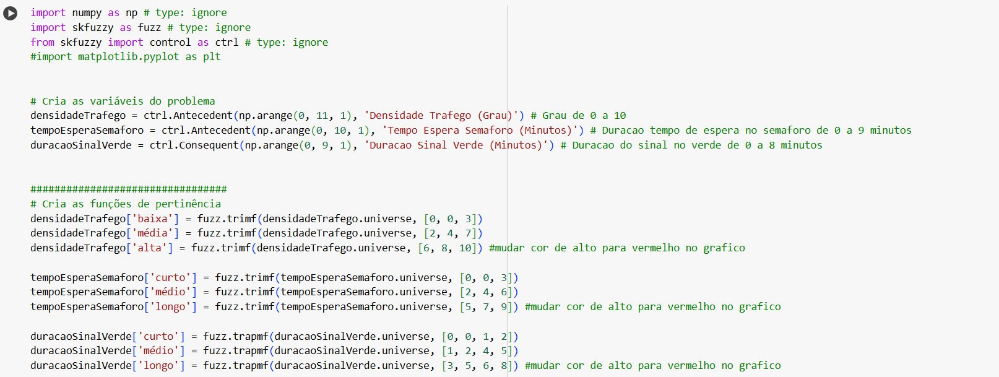 import numpy as np # type: ignore
import skfuzzy as fuzz # type: ignore
from skfuzzy import control as ctrl # type: ignore
#import matplotlib.pyplot as plt
# Cria as variáveis do problema
densidadeTrafego = ctrl.Antecedent(np.arange(0, 11, 1), 'Densidade Trafego (Grau)') # Grau de 0 a 10
tempoEsperaSemaforo = ctrl.Antecedent(np.arange(0, 10, 1), 'Tempo Espera Semaforo (Minutos)') # Duracao tempo de espera no semaforo de 0 a 9 minutos
duracaoSinalVerde = ctrl.Consequent(np.arange(0, 9, 1), 'Duracao Sinal Verde (Minutos)') # Duracao do sinal no verde de 0 a 8 minutos
#################################
# Cria as funções de pertinência
densidadeTrafego['baixa'] = fuzz.trimf(densidadeTrafego.universe, [0, 0, 3])
densidadeTrafego['média'] = fuzz.trimf(densidadeTrafego.universe, [2, 4, 7])
densidadeTrafego['alta'] = fuzz.trimf(densidadeTrafego.universe, [6, 8, 10]) #mudar cor de alto para vermelho no grafico
tempoEsperaSemaforo['curto'] = fuzz.trimf(tempoEsperaSemaforo.universe, [0, 0, 3])
tempoEsperaSemaforo['médio'] = fuzz.trimf(tempoEsperaSemaforo.universe, [2, 4, 6])
tempoEsperaSemaforo['longo'] = fuzz.trimf(tempoEsperaSemaforo.universe, [5, 7, 9]) #mudar cor de alto para vermelho no grafico
duracaoSinalVerde['curto'] = fuzz.trapmf(duracaoSinalVerde.universe, [0, 0, 1, 2])
duracaoSinalVerde['médio'] = fuzz.trapmf(duracaoSinalVerde.universe, [1, 2, 4, 5])
duracaoSinalVerde['longo'] = fuzz.trapmf(duracaoSinalVerde.universe, [3, 5, 6, 8]) #mudar cor de alto para vermelho no grafico